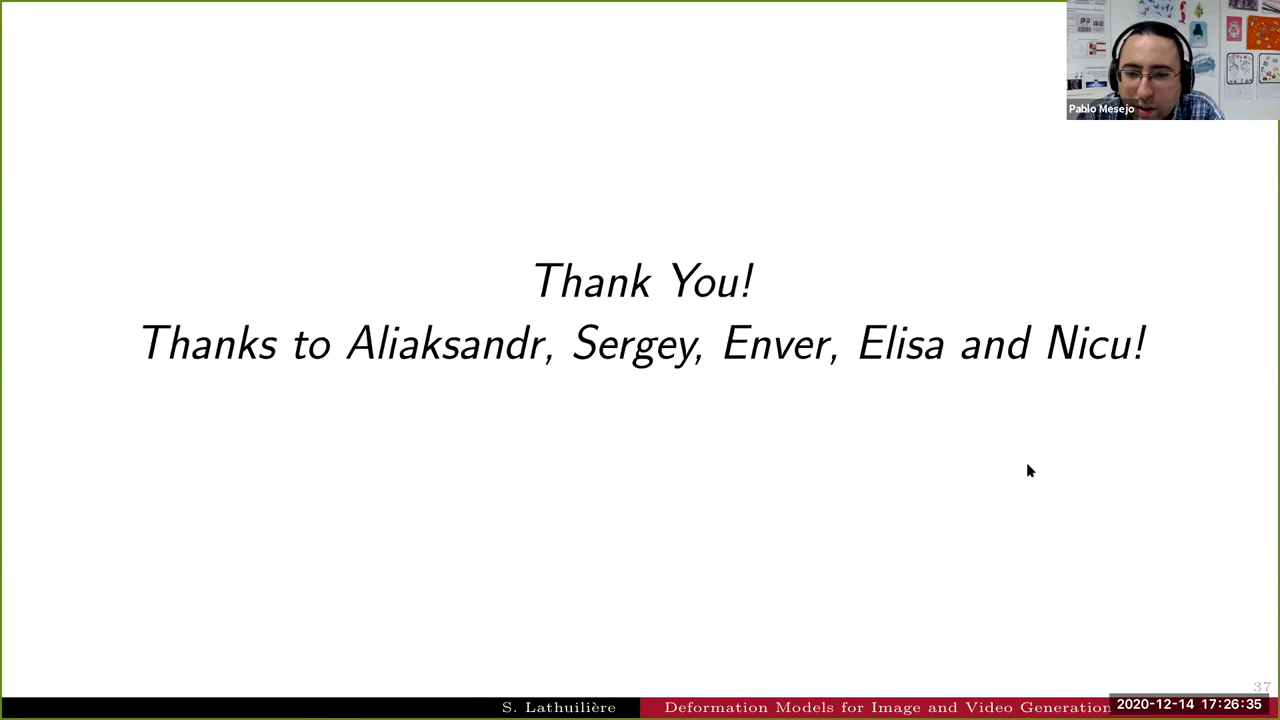 Pablo Mesejo
Thank You!
Thanks to Aliaksandr, Sergey, Enver, Elisa and Nicu!
37
S. Lathuilière
Deformation Models for Image and Video Generation
2020-12-14 17:26:35